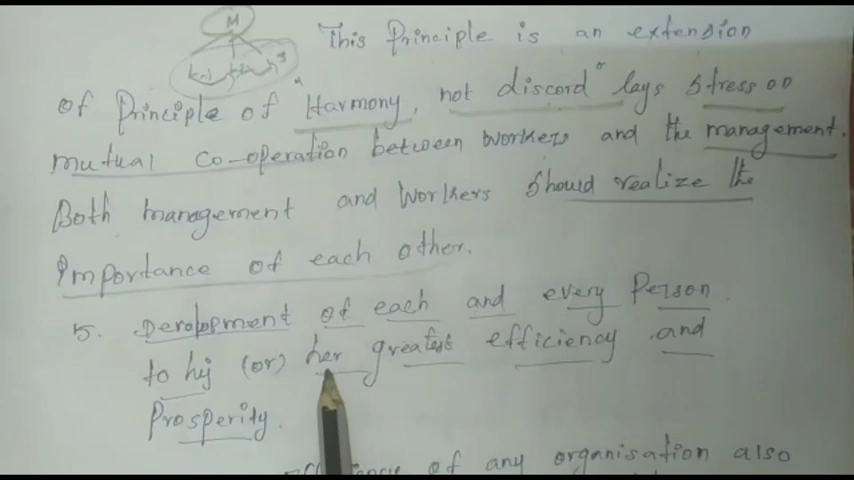 M
This Principle is an extension
of Principle of "Harmony, not discord" lays stress on
mutual co-operation between workers and the management.
Both management and workers should realize the
importance of each other.
5. Derolopment of each and every Person
to hij (or) her greatest efficiency and
Prosperity.
of any organisation also